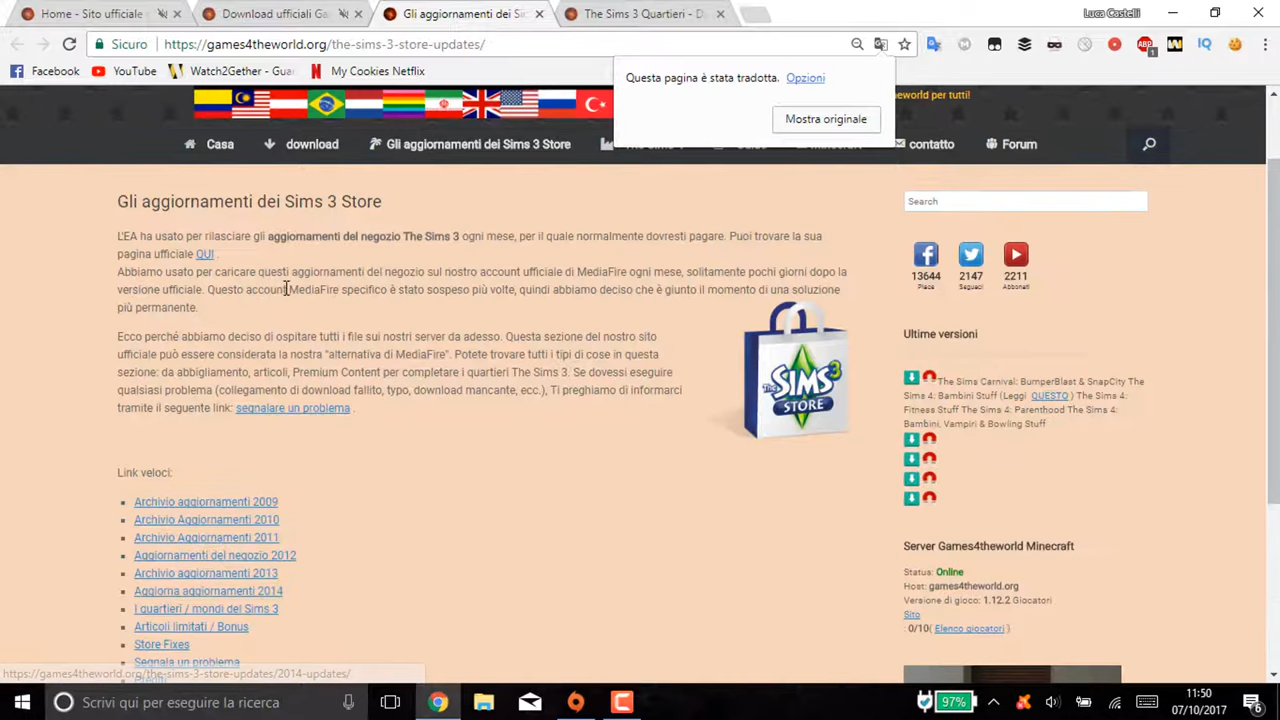 Home - Sito ufficiale
Download ufficiali Ga
Gli aggiornamenti dei Si
The Sims 3 Quartieri - D
Luca Castelli
Sicuro
https://games4theworld.org/the-sims-3-store-updates/
Facebook
YouTube
Watch2Gether - Guar
My Cookies Netflix
Questa pagina è stata tradotta. Opzioni
Mostra originale
eworld per tutti!
Casa
download
Gli aggiornamenti dei Sims 3 Store
contatto
Forum
Gli aggiornamenti dei Sims 3 Store
L'EA ha usato per rilasciare gli aggiornamenti del negozio The Sims 3 ogni mese, per il quale normalmente dovresti pagare. Puoi trovare la sua
pagina ufficiale QUI .
Abbiamo usato per caricare questi aggiornamenti del negozio sul nostro account ufficiale di MediaFire ogni mese, solitamente pochi giorni dopo la
versione ufficiale. Questo account MediaFire specifico è stato sospeso più volte, quindi abbiamo deciso che è giunto il momento di una soluzione
più permanente.
Ecco perché abbiamo deciso di ospitare tutti i file sui nostri server da adesso. Questa sezione del nostro sito
ufficiale può essere considerata la nostra "alternativa di MediaFire". Potete trovare tutti i tipi di cose in questa
sezione: da abbigliamento, articoli, Premium Content per completare i quartieri The Sims 3. Se dovessi eseguire
qualsiasi problema (collegamento di download fallito, typo, download mancante, ecc.), Ti preghiamo di informarci
tramite il seguente link: segnalare un problema .
The SIMS 3
STORE
Link veloci:
Archivio aggiornamenti 2009
Archivio Aggiornamenti 2010
Archivio Aggiornamenti 2011
Aggiornamenti del negozio 2012
Archivio aggiornamenti 2013
Aggiorna aggiornamenti 2014
I quartieri / mondi del Sims 3
Articoli limitati / Bonus
Store Fixes
Segnala un problema
https://games4theworld.org/the-sims-3-store-updates/2014-updates/
Search
13644
Piace
2147
Seguaci
2211
Abbonati
Ultime versioni
The Sims Carnival: BumperBlast & SnapCity The
Sims 4: Bambini Stuff (Leggi QUESTO ) The Sims 4:
Fitness Stuff The Sims 4: Parenthood The Sims 4:
Bambini, Vampiri & Bowling Stuff
Server Games4theworld Minecraft
Status: Online
Host: games4theworld.org
Versione di gioco: 1.12.2 Giocatori
Sito
: 0/10( Elenco giocatori )
Scrivi qui per eseguire la ricerca
97%
11:50
07/10/2017
6